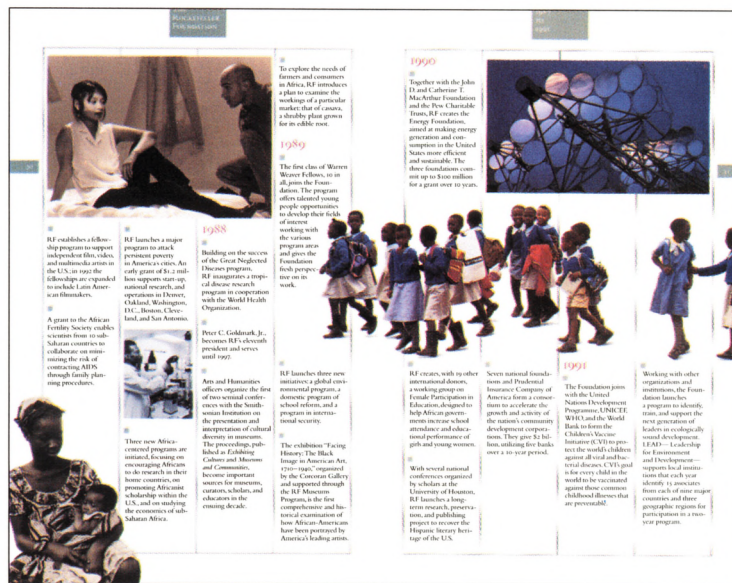 ROCKEFELLER
FOUNDATION
RF establishes a fellow-
ship program to support
independent film, video,
and multimedia artists in
the U.S.; in 1992 the
fellowships are expanded
to include Latin Amer-
ican filmmakers.
A grant to the African
Fertility Society enables
scientists from 10 sub-
Saharan countries to
collaborate on mini-
mizing the risk of
contracting AIDS
through family plan-
ning procedures.
RF launches a major
program to attack
persistent poverty
in America's cities. An
early grant of $1.2 mil-
lion supports start-up,
national research, and
operations in Denver,
Oakland, Washington,
D.C., Boston, Cleve-
land, and San Antonio.
Three new Africa-
centered programs are
initiated, focusing on
encouraging Africans
to do research in their
home countries, on
promoting Africanist
scholarship within the
U.S., and on studying
the economics of sub-
Saharan Africa.
1988
Building on the success
of the Great Neglected
Diseases program,
RF inaugurates a tropi-
cal disease research
program in cooperation
with the World Health
Organization.
Peter C. Goldmark, Jr.,
becomes RF's eleventh
president and serves
until 1997.
Arts and Humanities
officers organize the first
of two seminal confer-
ences with the Smith-
sonian Institution on
the presentation and
interpretation of cultural
diversity in museums.
The proceedings, pub-
lished as Exhibiting
Cultures and Museums
and Communities,
become important
sources for museums,
curators, scholars, and
educators in the
ensuing decade.
To explore the needs of
farmers and consumers
in Africa, RF introduces
a plan to examine the
workings of a particular
market: that of cassava,
a shrubby plant grown
for its edible root.
1989
The first class of Warren
Weaver Fellows, 10 in
all, joins the Foun-
dation. The program
offers talented young
people opportunities
to develop their fields
of interest
working with
the various
program areas
and gives the
Foundation
fresh perspec-
tive on its
work.
RF launches three new
initiatives: a global envi-
ronmental program, a
domestic program of
school reform, and a
program in interna-
tional security.
The exhibition "Facing
History: The Black
Image in American Art,
1710–1940," organized
by the Corcoran Gallery
and supported through
the RF Museums
Program, is the first
comprehensive and his-
torical examination of
how African-Americans
have been portrayed by
America's leading artists.
1990
Together with the John
D. and Catherine T.
MacArthur Foundation
and the Pew Charitable
Trusts, RF creates the
Energy Foundation,
aimed at making energy
generation and con-
sumption in the United
States more efficient
and sustainable. The
three foundations com-
mit up to $100 million
for a grant over 10 years.
RF creates, with 19 other
international donors,
a working group on
Female Participation in
Education, designed to
help African govern-
ments increase school
attendance and educa-
tional performance of
girls and young women.
With several national
conferences organized
by scholars at the
University of Houston,
RF launches a long-
term research, preserva-
tion, and publishing
project to recover the
Hispanic literary heri-
tage of the U.S.
Seven national founda-
tions and Prudential
Insurance Company of
America form a consor-
tium to accelerate the
growth and activity of
the nation's community
development corpora-
tions. They give $2 bil-
lion, utilizing five banks
over a 10-year period.
1991
The Foundation joins
with the United
Nations Development
Programme, UNICEF,
WHO, and the World
Bank to form the
Children's Vaccine
Initiative (CVI) to pro-
tect the world's children
against all viral and bac-
terial diseases. CVI's goal
is for every child in the
world to be vaccinated
against those common
childhood illnesses that
are preventable.
Working with other
organizations and
institutions, the Foun-
dation launches
a program to identify,
train, and support the
next generation of
leaders in ecologically
sound development.
LEAD — Leadership
for Environment
and Development—
supports local institu-
tions that each year
identify 15 associates
from each of nine major
countries and three
geographic regions for
participation in a two-
year program.